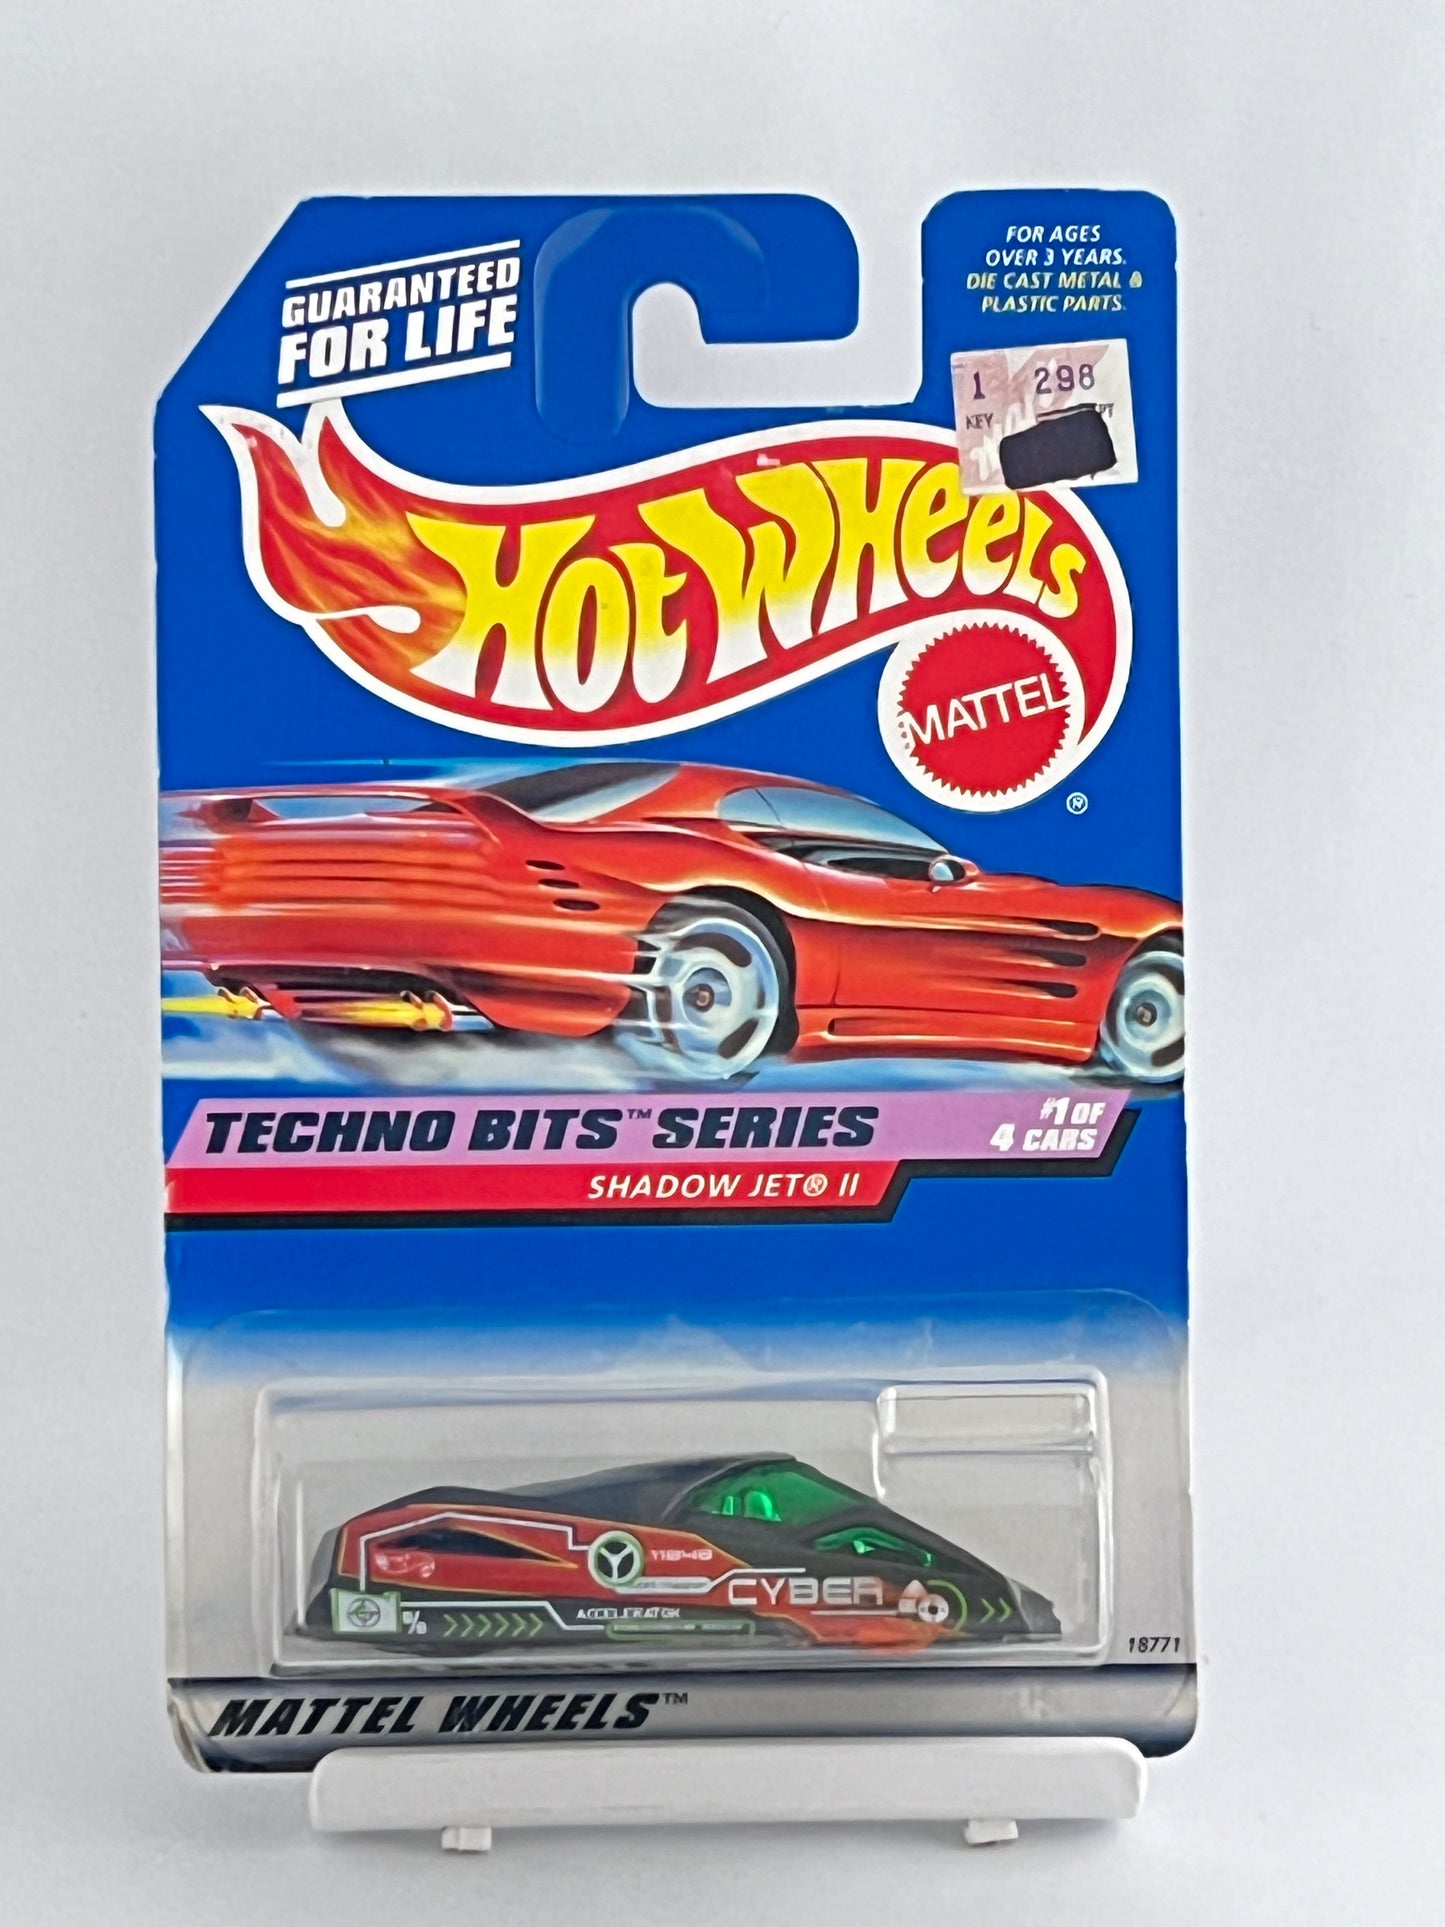 GUARANTEED
FOR LIFE
FOR AGES
OVER 3 YEARS.
DIE CAST METAL &
PLASTIC PARTS.
1 298
KEY
HOT WHEELS
MATTEL
®
TECHNO BITS™ SERIES
#1 OF
4 CARS
SHADOW JET® II
CYBER
%
ACCELERATOR
18771
MATTEL WHEELS™